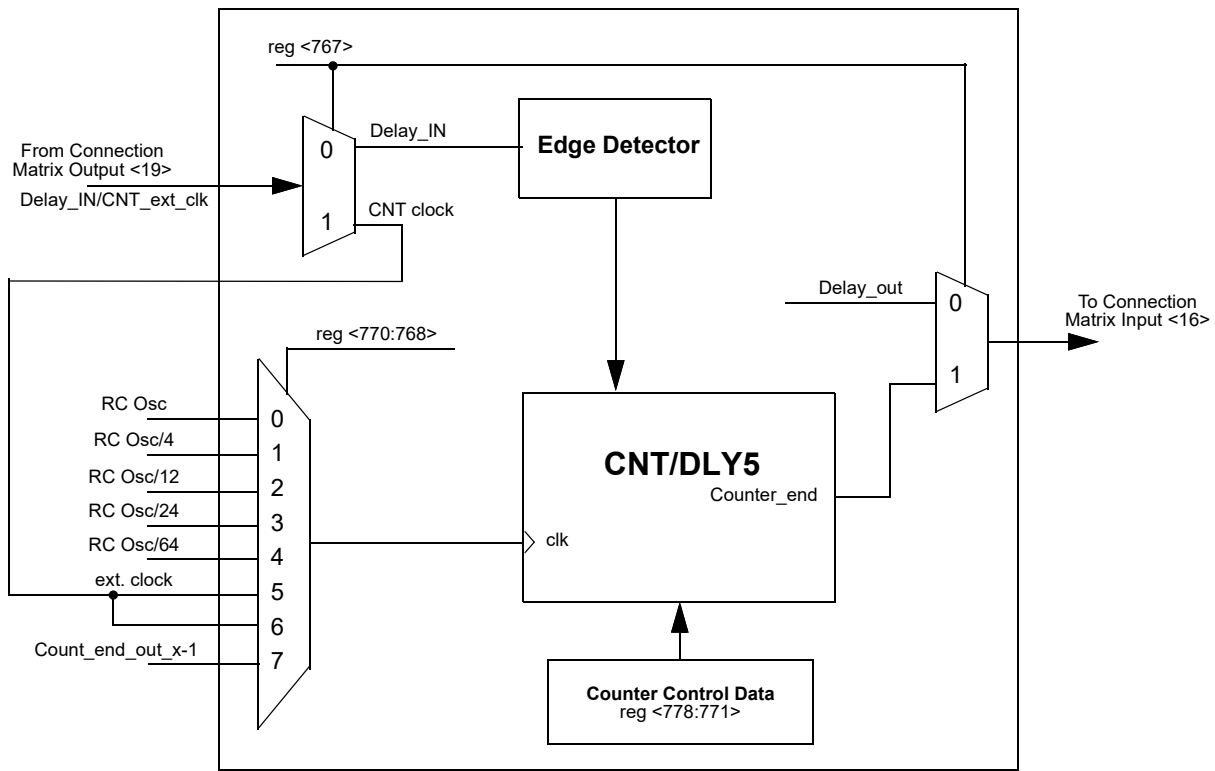 reg <767>
0
Delay_IN
Edge Detector
From Connection
Matrix Output <19>
Delay_IN/CNT_ext_clk
1
CNT clock
Delay_out
0
To Connection
Matrix Input <16>
1
reg <770:768>
RC Osc
0
RC Osc/4
1
RC Osc/12
2
RC Osc/24
3
RC Osc/64
4
ext. clock
5
6
Count_end_out_x-1
7
CNT/DLY5
Counter_end
clk
Counter Control Data
reg <778:771>